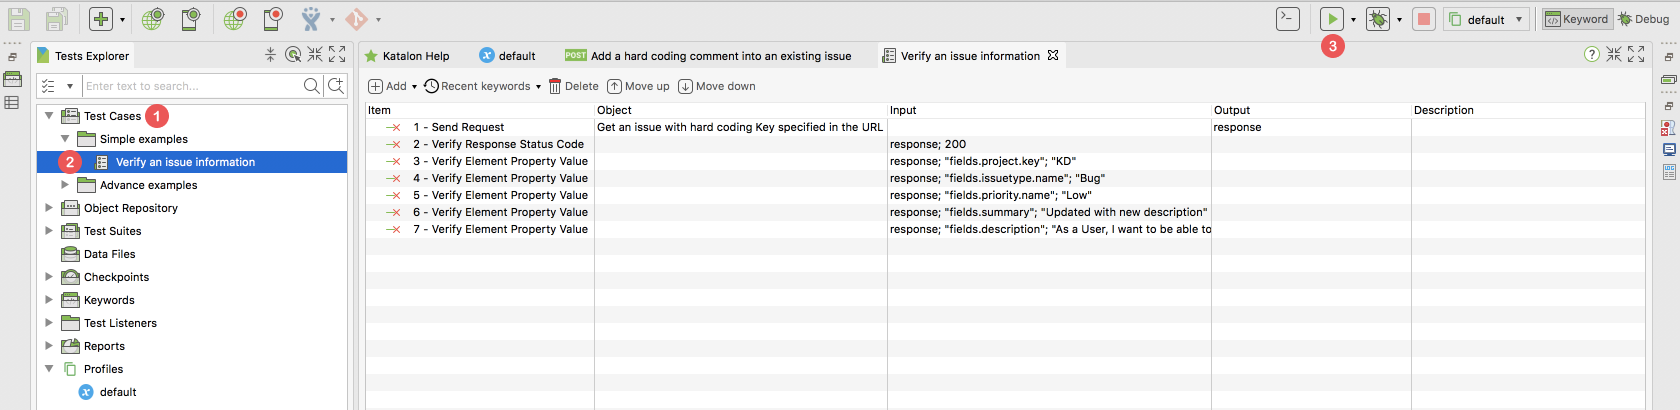 default
Keyword
Debug
3
Tests Explorer
Katalon Help
default
POST Add a hard coding comment into an existing issue
Verify an issue information
Enter text to search...
Add
Recent keywords
Delete
Move up
Move down
Test Cases 1
Simple examples
2 Verify an issue information
Advance examples
Object Repository
Test Suites
Data Files
Checkpoints
Keywords
Test Listeners
Reports
Profiles
default
Item Object Input Output Description
1 - Send Request Get an issue with hard coding Key specified in the URL response
2 - Verify Response Status Code response; 200
3 - Verify Element Property Value response; "fields.project.key"; "KD"
4 - Verify Element Property Value response; "fields.issuetype.name"; "Bug"
5 - Verify Element Property Value response; "fields.priority.name"; "Low"
6 - Verify Element Property Value response; "fields.summary"; "Updated with new description"
7 - Verify Element Property Value response; "fields.description"; "As a User, I want to be able to